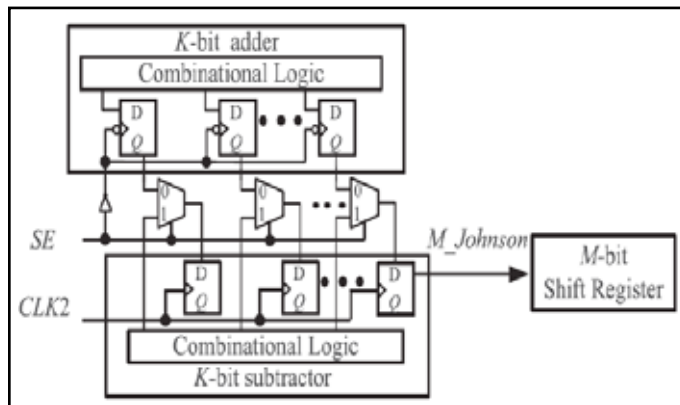 K-bit adder
Combinational Logic
D
Q
D
Q
D
Q
0
1
0
1
0
1
SE
M_Johnson
M-bit
Shift Register
D
Q
D
Q
D
Q
CLK2
Combinational Logic
K-bit subtractor